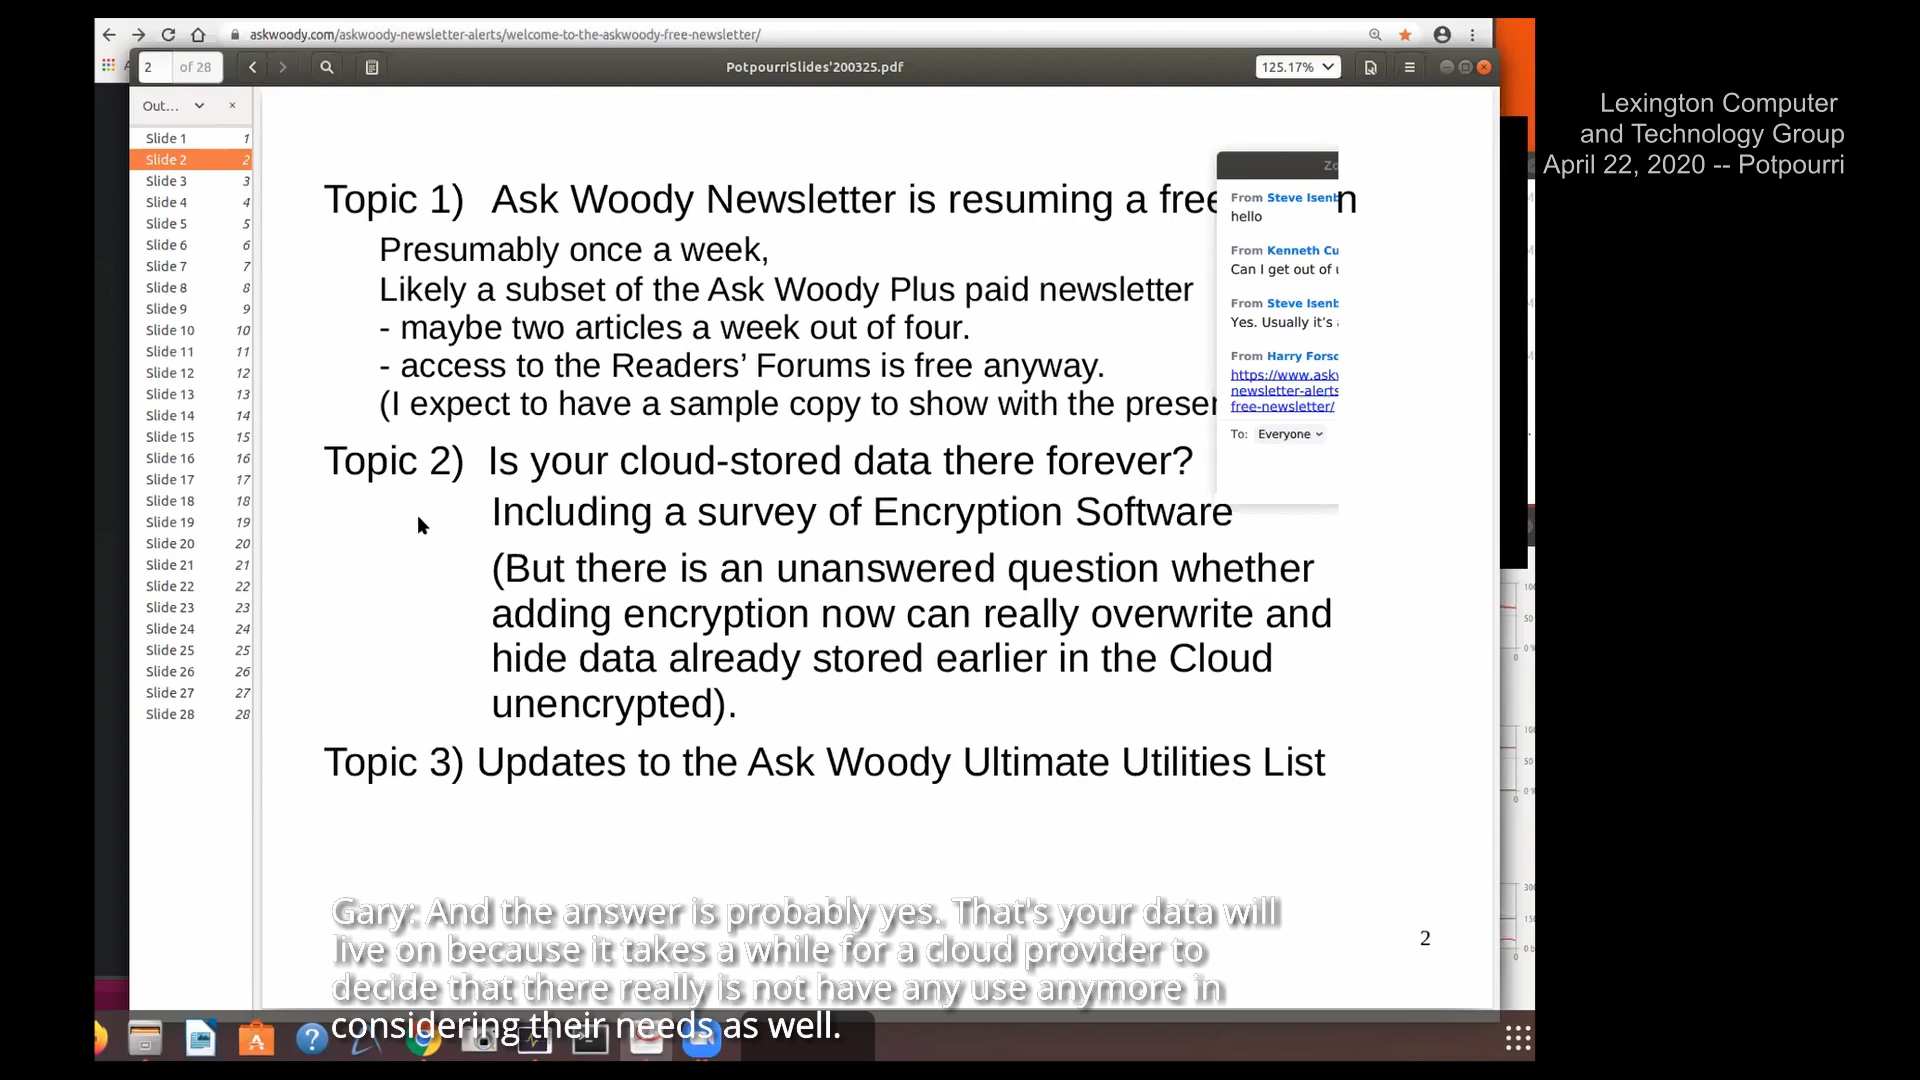 askwoody.com/askwoody-newsletter-alerts/welcome-to-the-askwoody-free-newsletter/
2 of 28
PotpourriSlides'200325.pdf
125.17%
Out...
Slide 1 1
Slide 2 2
Slide 3 3
Slide 4 4
Slide 5 5
Slide 6 6
Slide 7 7
Slide 8 8
Slide 9 9
Slide 10 10
Slide 11 11
Slide 12 12
Slide 13 13
Slide 14 14
Slide 15 15
Slide 16 16
Slide 17 17
Slide 18 18
Slide 19 19
Slide 20 20
Slide 21 21
Slide 22 22
Slide 23 23
Slide 24 24
Slide 25 25
Slide 26 26
Slide 27 27
Slide 28 28
Topic 1) Ask Woody Newsletter is resuming a free n
Presumably once a week,
Likely a subset of the Ask Woody Plus paid newsletter
- maybe two articles a week out of four.
- access to the Readers’ Forums is free anyway.
(I expect to have a sample copy to show with the presen
Topic 2) Is your cloud-stored data there forever?
Including a survey of Encryption Software
(But there is an unanswered question whether
adding encryption now can really overwrite and
hide data already stored earlier in the Cloud
unencrypted).
Topic 3) Updates to the Ask Woody Ultimate Utilities List
2
Zo
From Steve Isenb
hello
From Kenneth Cu
Can I get out of
From Steve Isenb
Yes. Usually it's
From Harry Forsd
https://www.ask
newsletter-alerts
free-newsletter/
To: Everyone
Lexington Computer
and Technology Group
April 22, 2020 -- Potpourri
Gary: And the answer is probably yes. That's your data will
live on because it takes a while for a cloud provider to
decide that there really is not have any use anymore in
considering their needs as well.